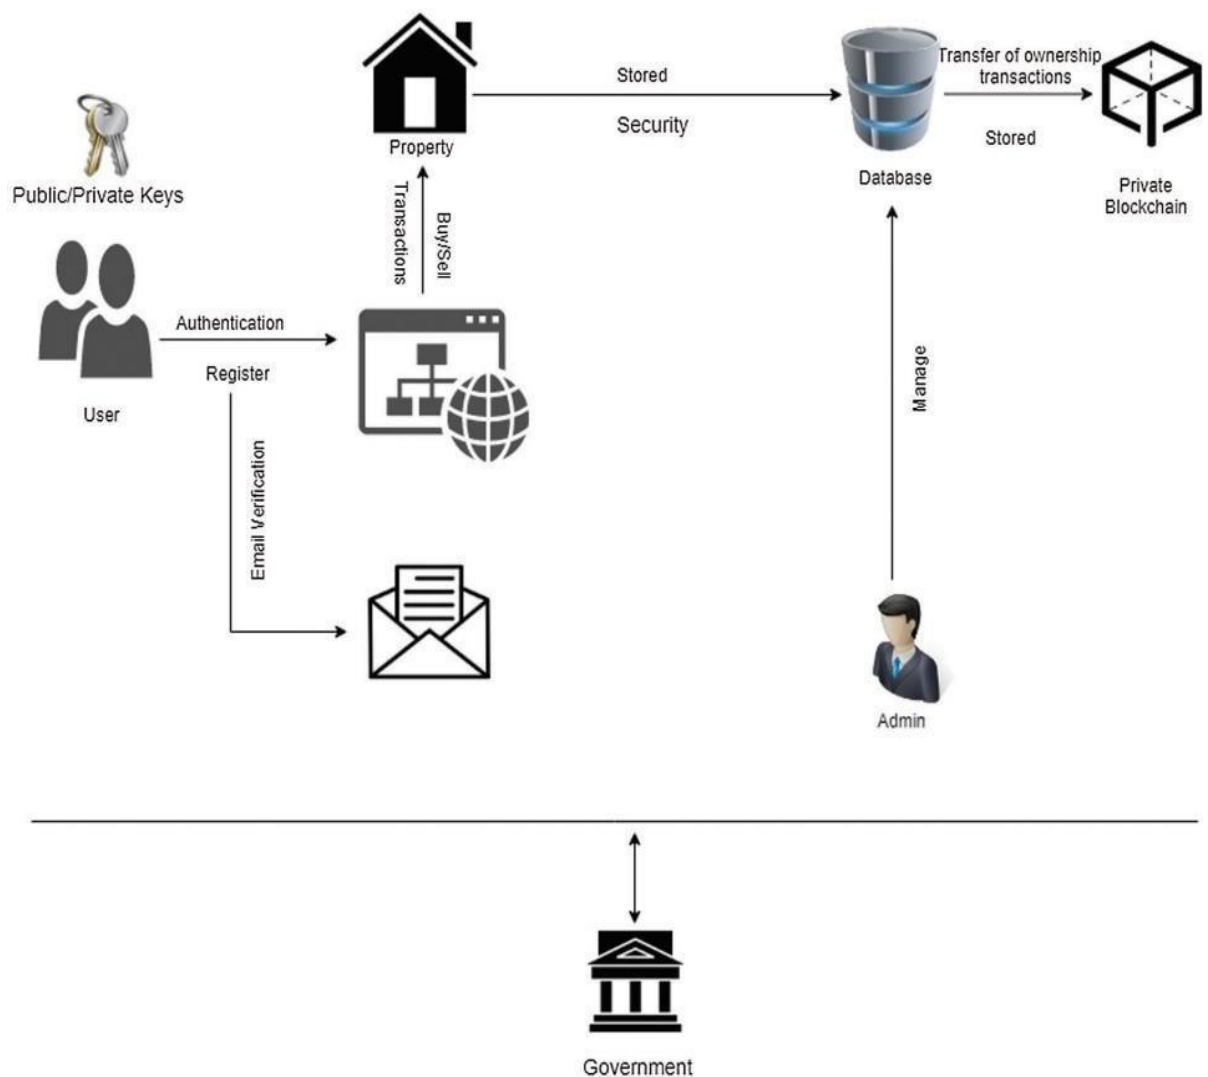 Stored
Transfer of ownership
transactions
Security
Stored
Property
Database
Private
Blockchain
Public/Private Keys
Transactions
Buy/Sell
Authentication
Register
User
Manage
Email Verification
Admin
Government